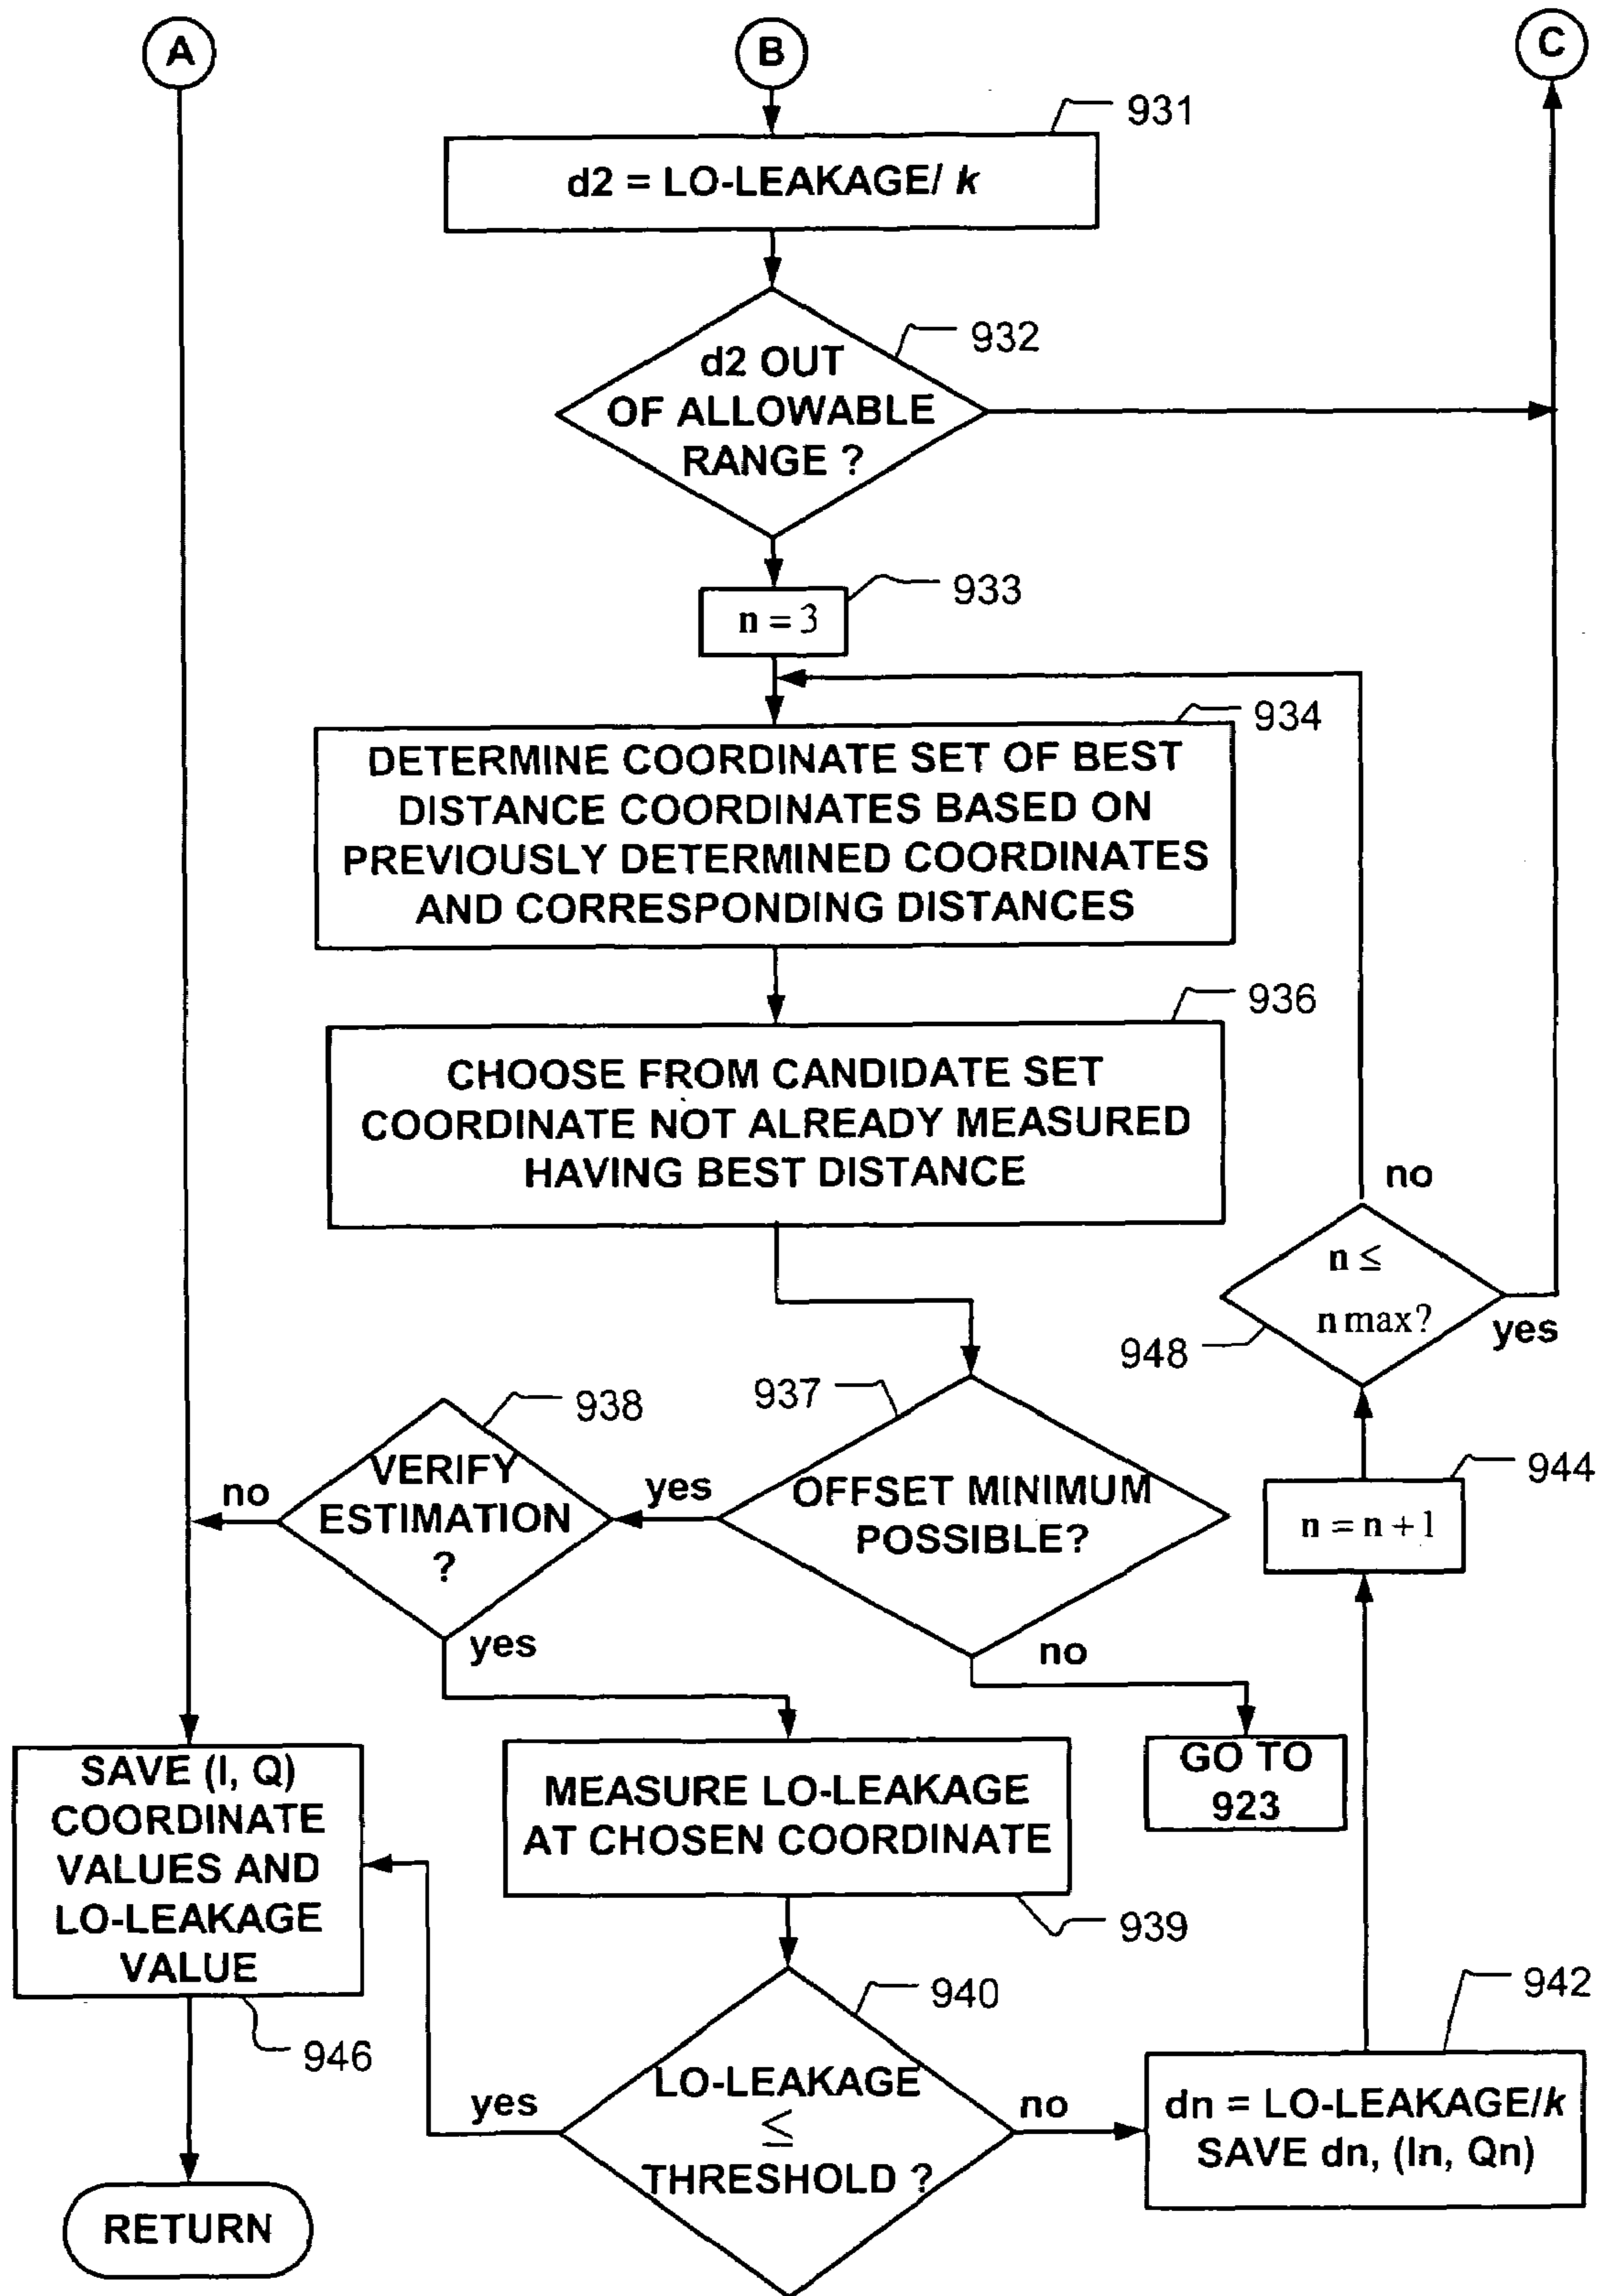 A
B
C
931
d2 = LO-LEAKAGE/ k
932
d2 OUT
OF ALLOWABLE
RANGE ?
933
n = 3
934
DETERMINE COORDINATE SET OF BEST
DISTANCE COORDINATES BASED ON
PREVIOUSLY DETERMINED COORDINATES
AND CORRESPONDING DISTANCES
936
CHOOSE FROM CANDIDATE SET
COORDINATE NOT ALREADY MEASURED
HAVING BEST DISTANCE
no
n ≤
n max?
948
yes
937
938
VERIFY
ESTIMATION
?
no
yes
OFFSET MINIMUM
POSSIBLE?
944
n = n + 1
yes
no
SAVE (I, Q)
COORDINATE
VALUES AND
LO-LEAKAGE
VALUE
MEASURE LO-LEAKAGE
AT CHOSEN COORDINATE
GO TO
923
939
946
940
942
LO-LEAKAGE
≤
THRESHOLD ?
yes
no
dn = LO-LEAKAGE/k
SAVE dn, (In, Qn)
RETURN